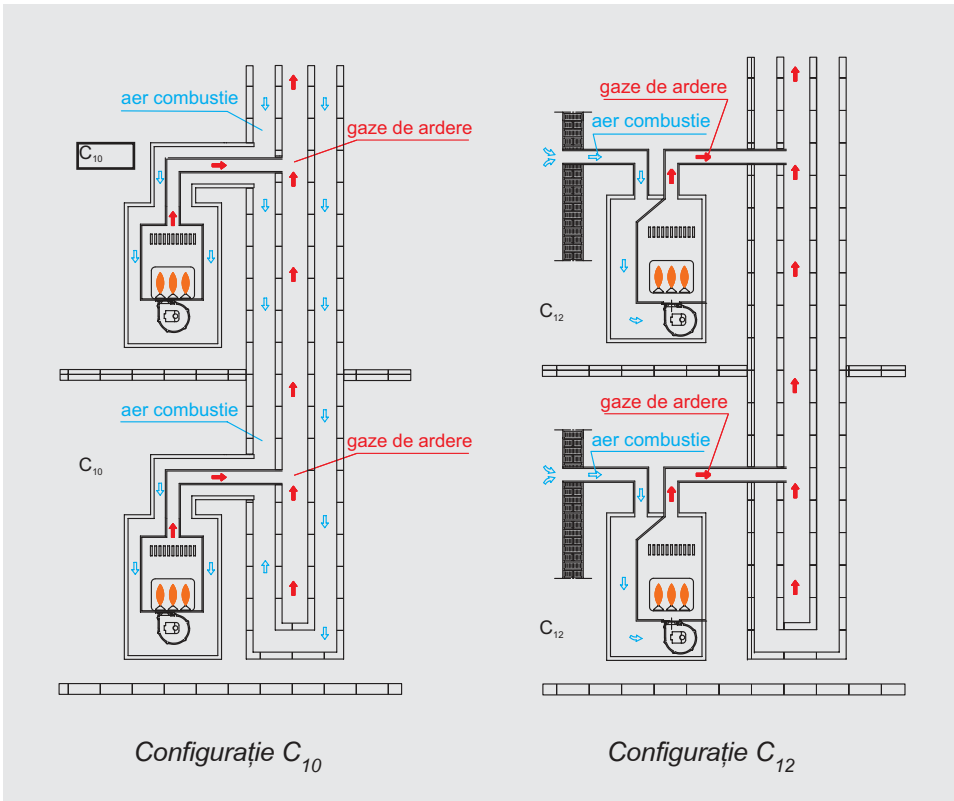 aer combustie
gaze de ardere
C₁₀
aer combustie
gaze de ardere
C₁₀
Configurație C₁₀
gaze de ardere
aer combustie
C₁₂
gaze de ardere
aer combustie
C₁₂
Configurație C₁₂